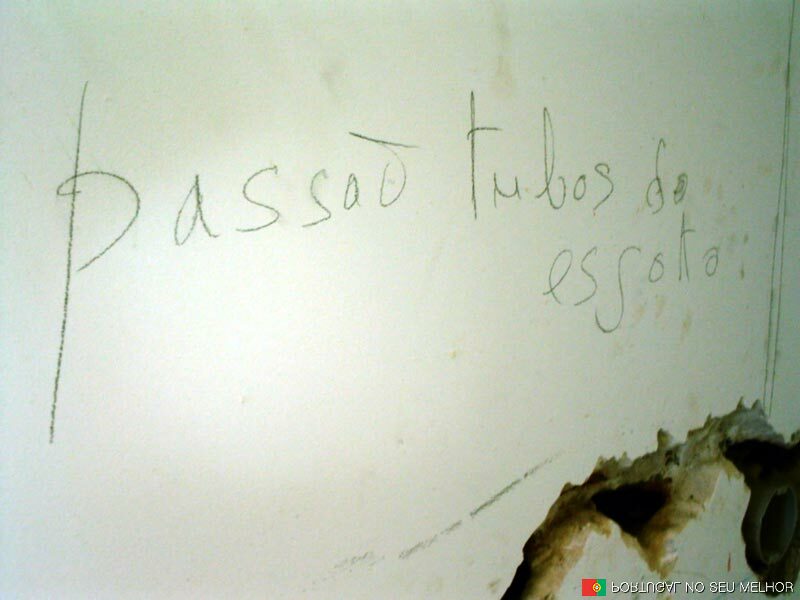 passaõ tubos do
esgoto
PORTUGAL NO SEU MELHOR